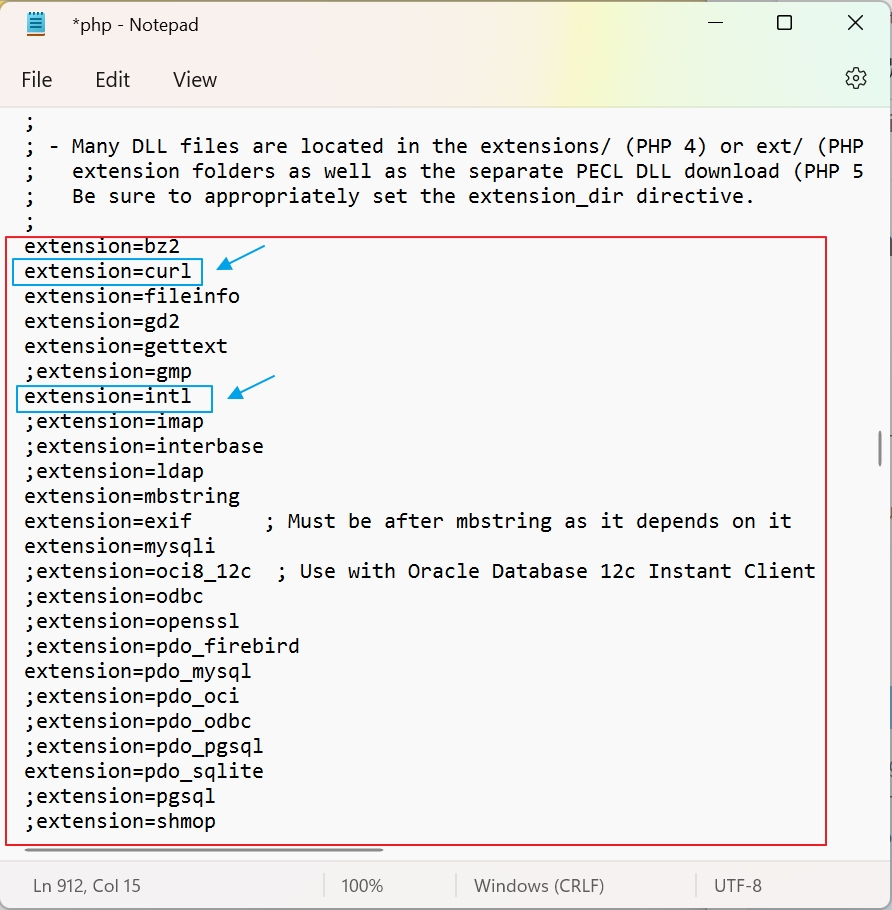 *php - Notepad
File Edit View
;
; - Many DLL files are located in the extensions/ (PHP 4) or ext/ (PHP
;   extension folders as well as the separate PECL DLL download (PHP 5
;   Be sure to appropriately set the extension_dir directive.
;
extension=bz2
extension=curl
extension=fileinfo
extension=gd2
extension=gettext
;extension=gmp
extension=intl
;extension=imap
;extension=interbase
;extension=ldap
extension=mbstring
extension=exif      ; Must be after mbstring as it depends on it
extension=mysqli
;extension=oci8_12c  ; Use with Oracle Database 12c Instant Client
;extension=odbc
;extension=openssl
;extension=pdo_firebird
extension=pdo_mysql
;extension=pdo_oci
;extension=pdo_odbc
;extension=pdo_pgsql
extension=pdo_sqlite
;extension=pgsql
;extension=shmop
Ln 912, Col 15 100% Windows (CRLF) UTF-8